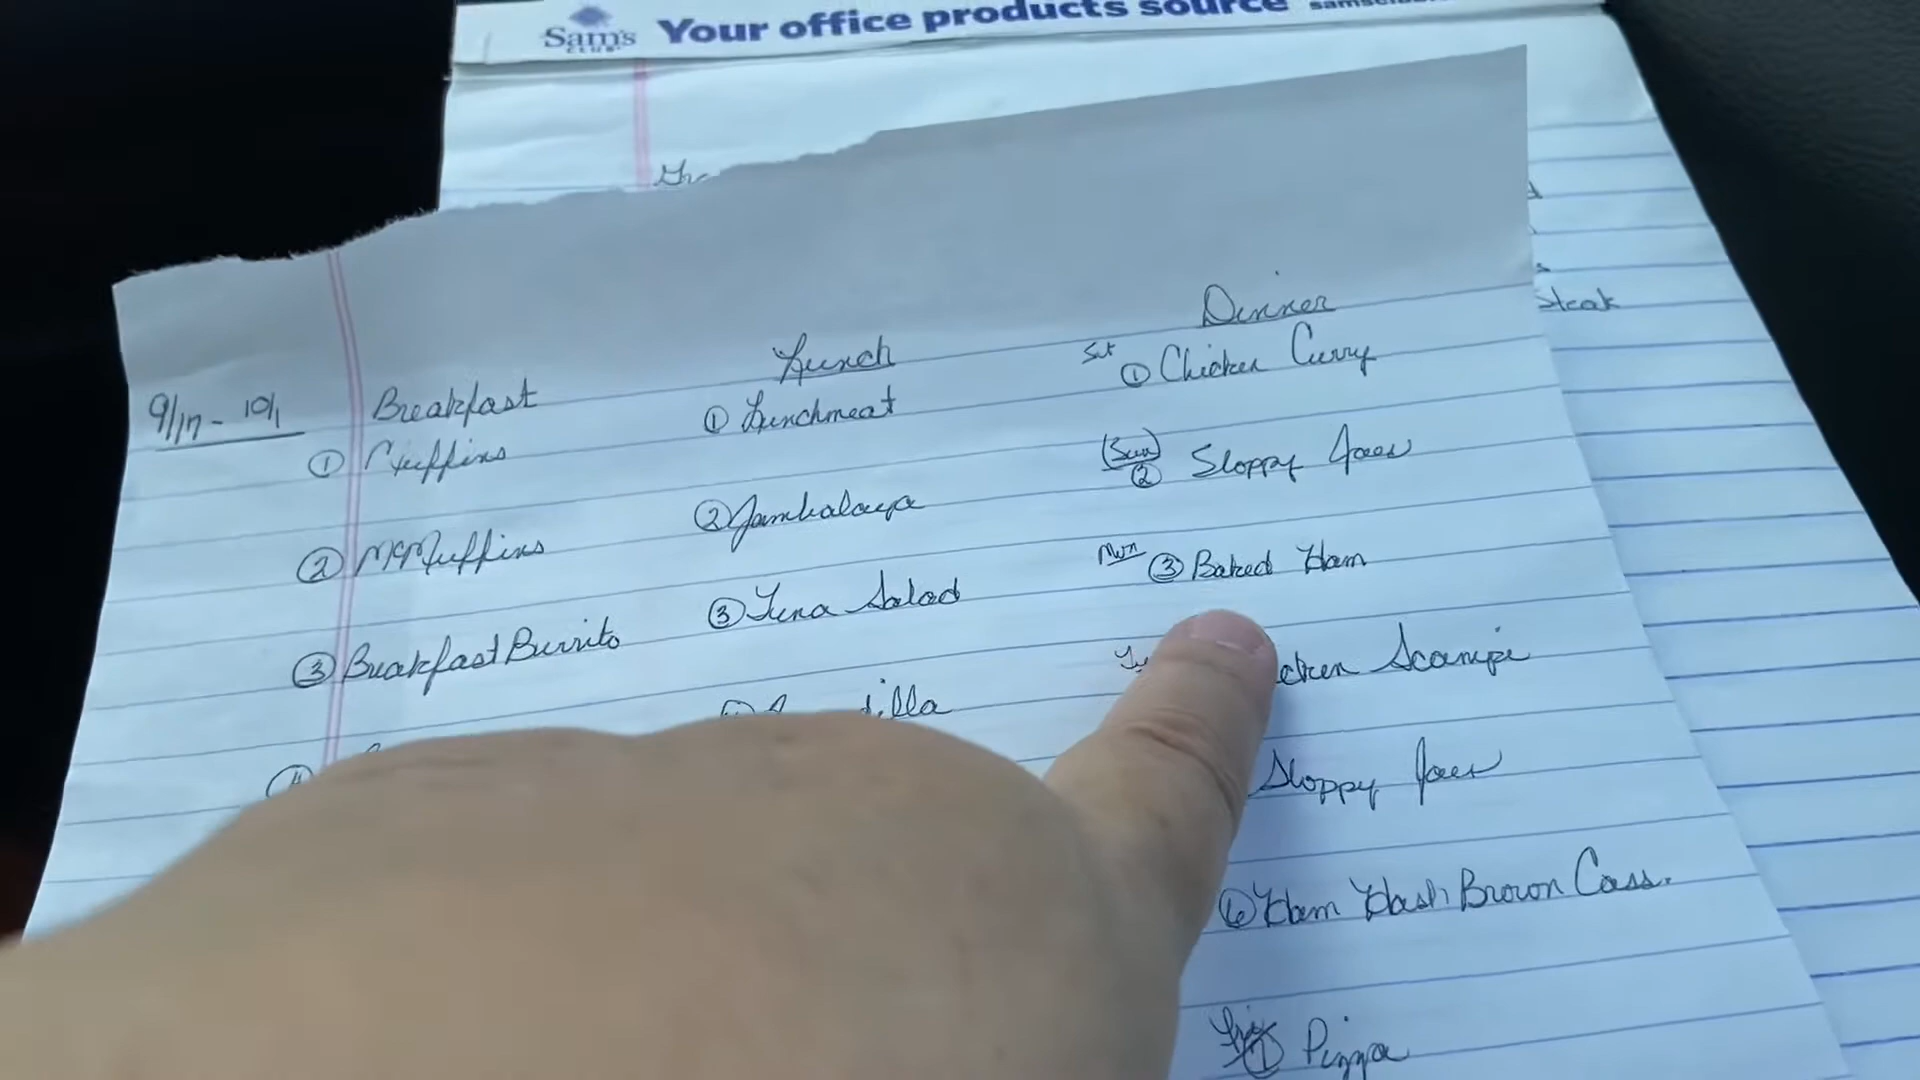 Sam's CLUB Your office products source
Steak
Dinner
Lunch
Sat ① Chicken Curry
9/17 - 10/1 Breakfast
① Lunchmeat
① Muffins
(Sun) ② Sloppy Joes
② Jambalaya
② McMuffins
Mon ③ Baked Ham
③ Tuna Salad
③ Breakfast Burrito
Scampi
Sloppy Joes
⑥ Ham Hash Brown Cass.
Pizza